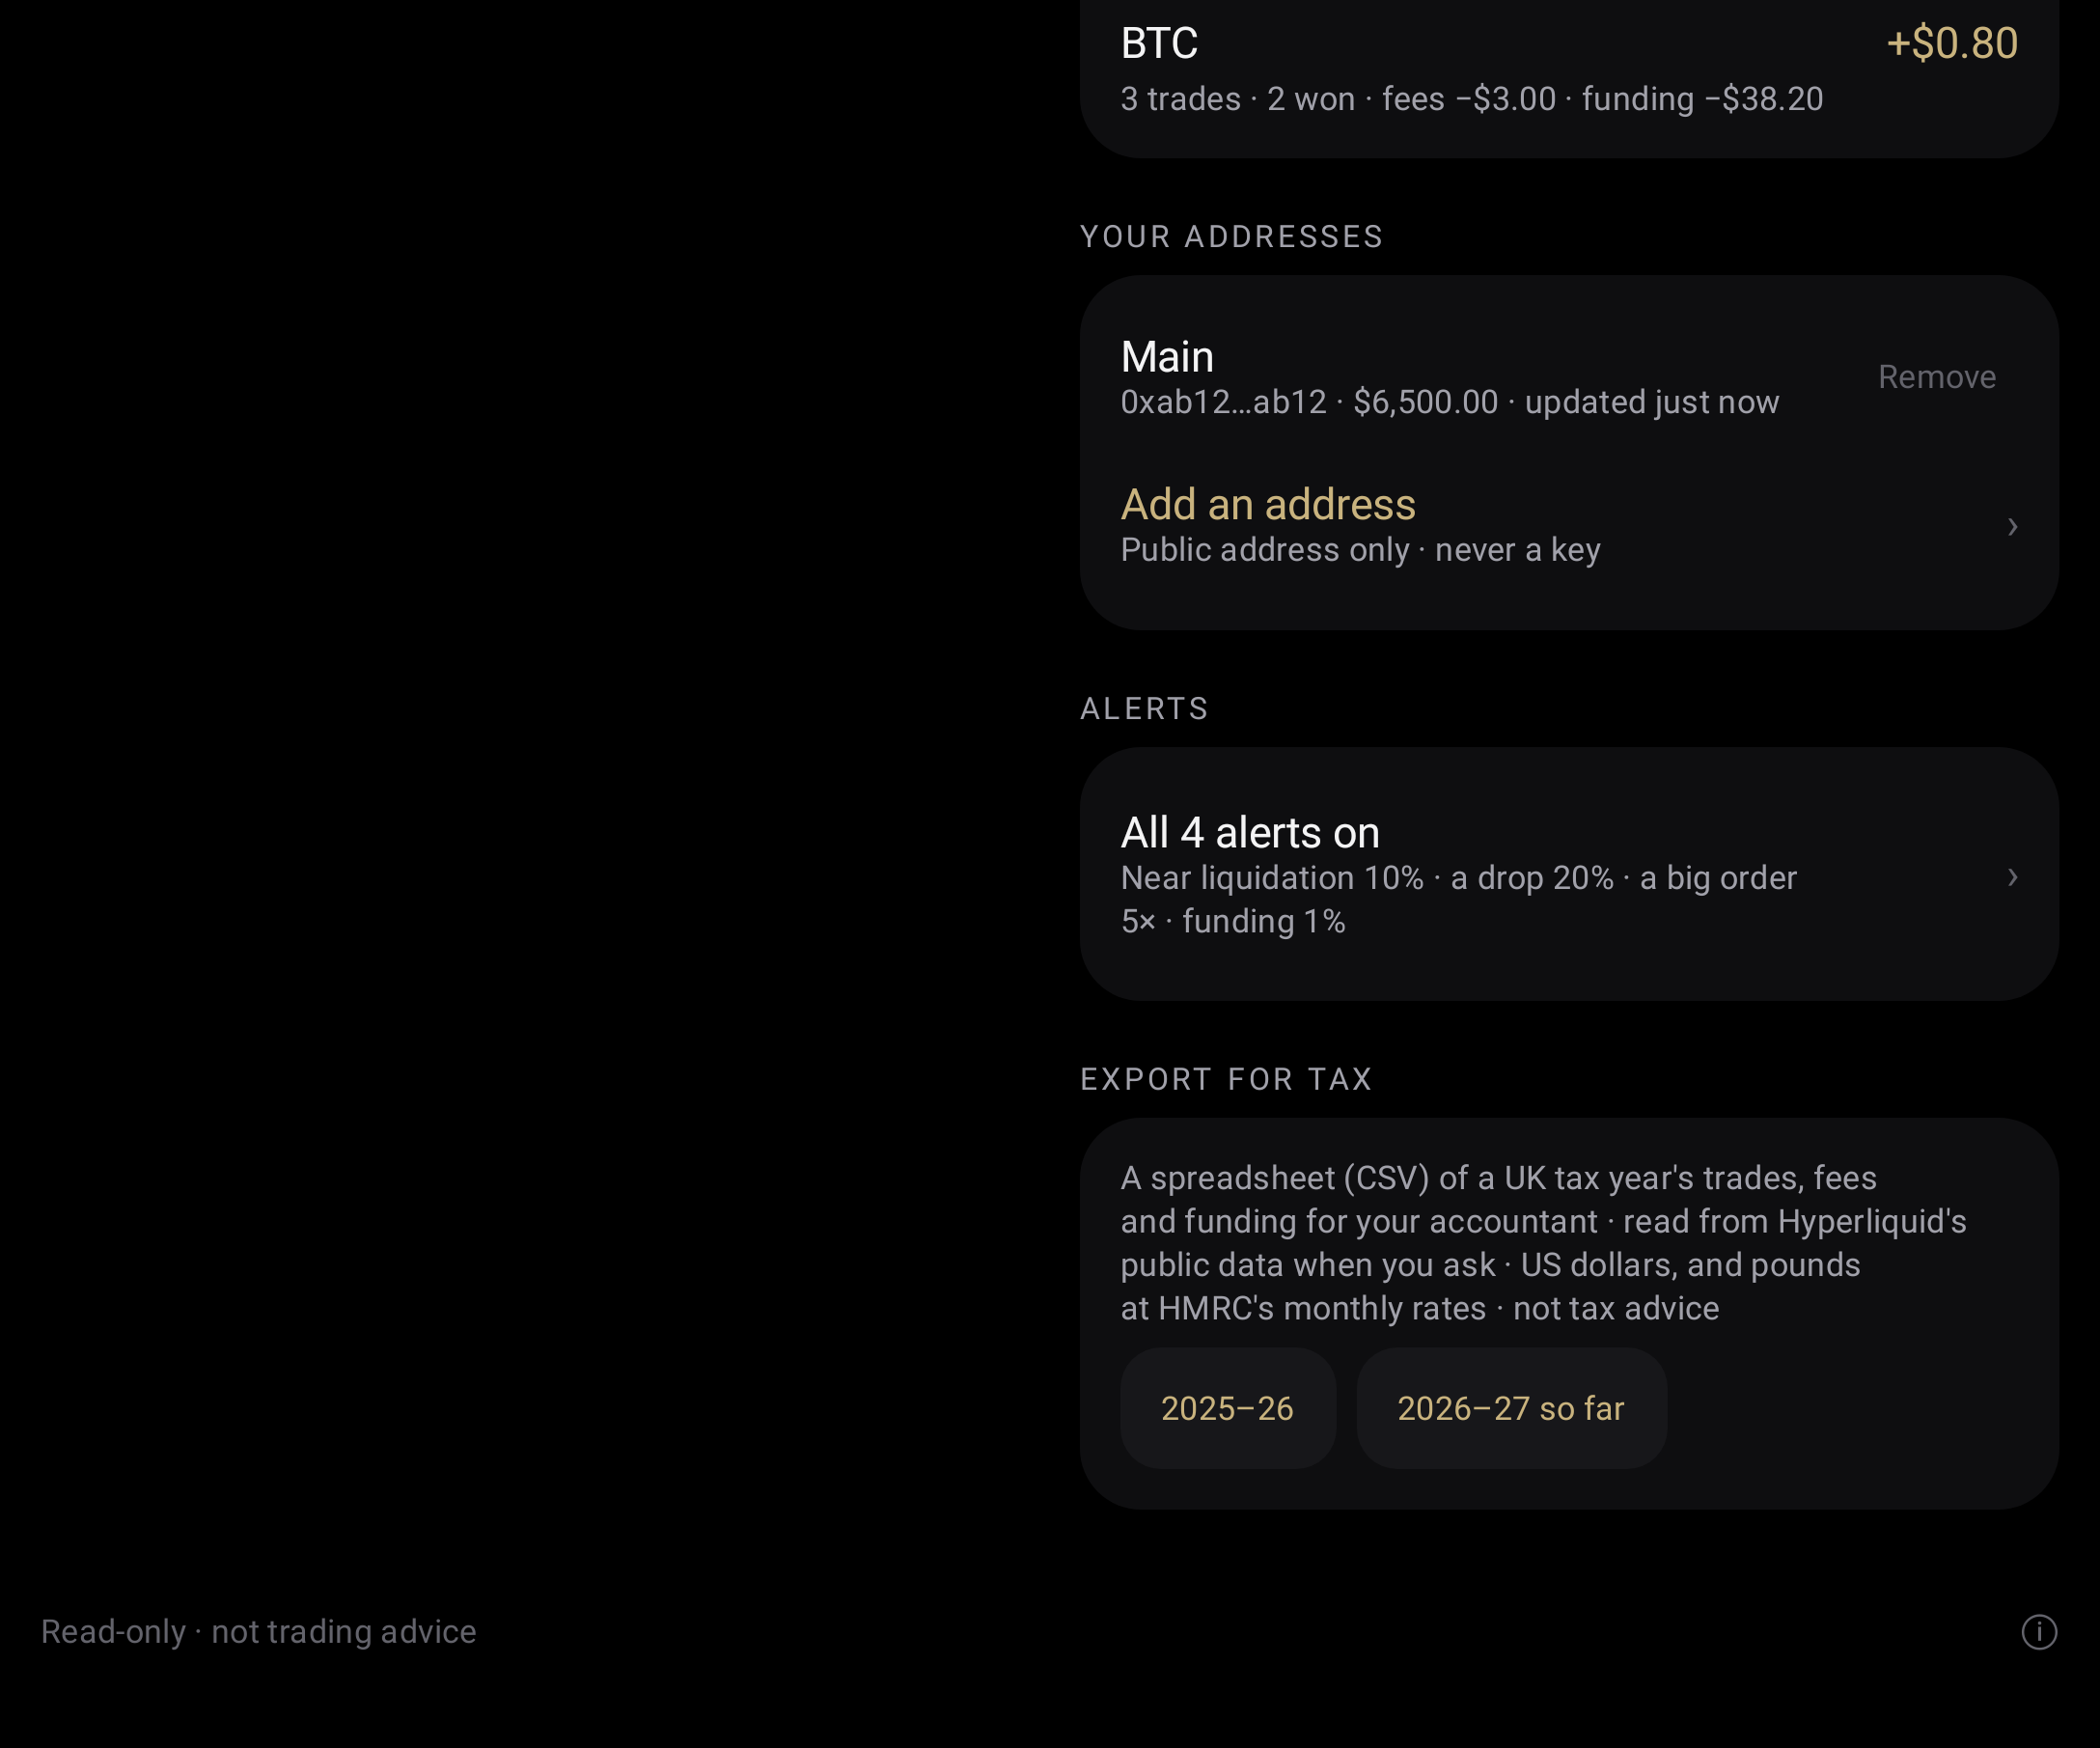 BTC
+$0.80
3 trades · 2 won · fees −$3.00 · funding −$38.20
YOUR ADDRESSES
Main
0xab12…ab12 · $6,500.00 · updated just now
Remove
Add an address
Public address only · never a key
›
ALERTS
All 4 alerts on
Near liquidation 10% · a drop 20% · a big order
5× · funding 1%
›
EXPORT FOR TAX
A spreadsheet (CSV) of a UK tax year's trades, fees
and funding for your accountant · read from Hyperliquid's
public data when you ask · US dollars, and pounds
at HMRC's monthly rates · not tax advice
2025–26
2026–27 so far
Read-only · not trading advice
ⓘ